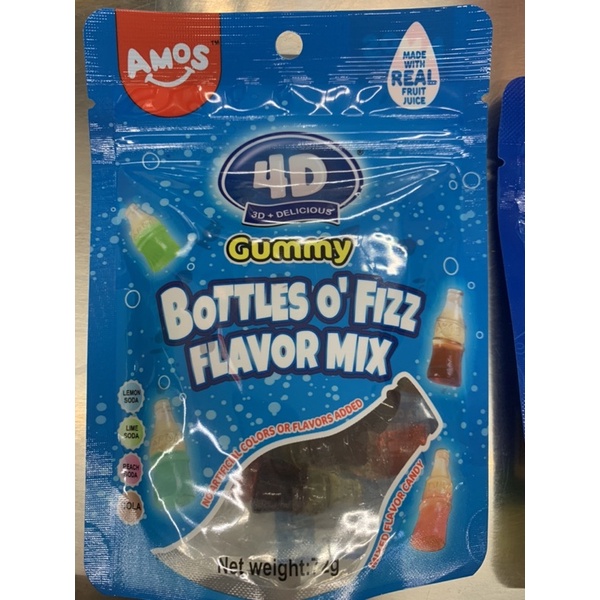 AMOS™
MADE
WITH
REAL
FRUIT
JUICE
4D
3D + DELICIOUS®
Gummy
BOTTLES O' FIZZ
FLAVOR MIX
LEMON
SODA
LIME
SODA
PEACH
SODA
COLA
NO ARTIFICIAL COLORS OR FLAVORS ADDED
MIXED FLAVOR CANDY
Net weight: